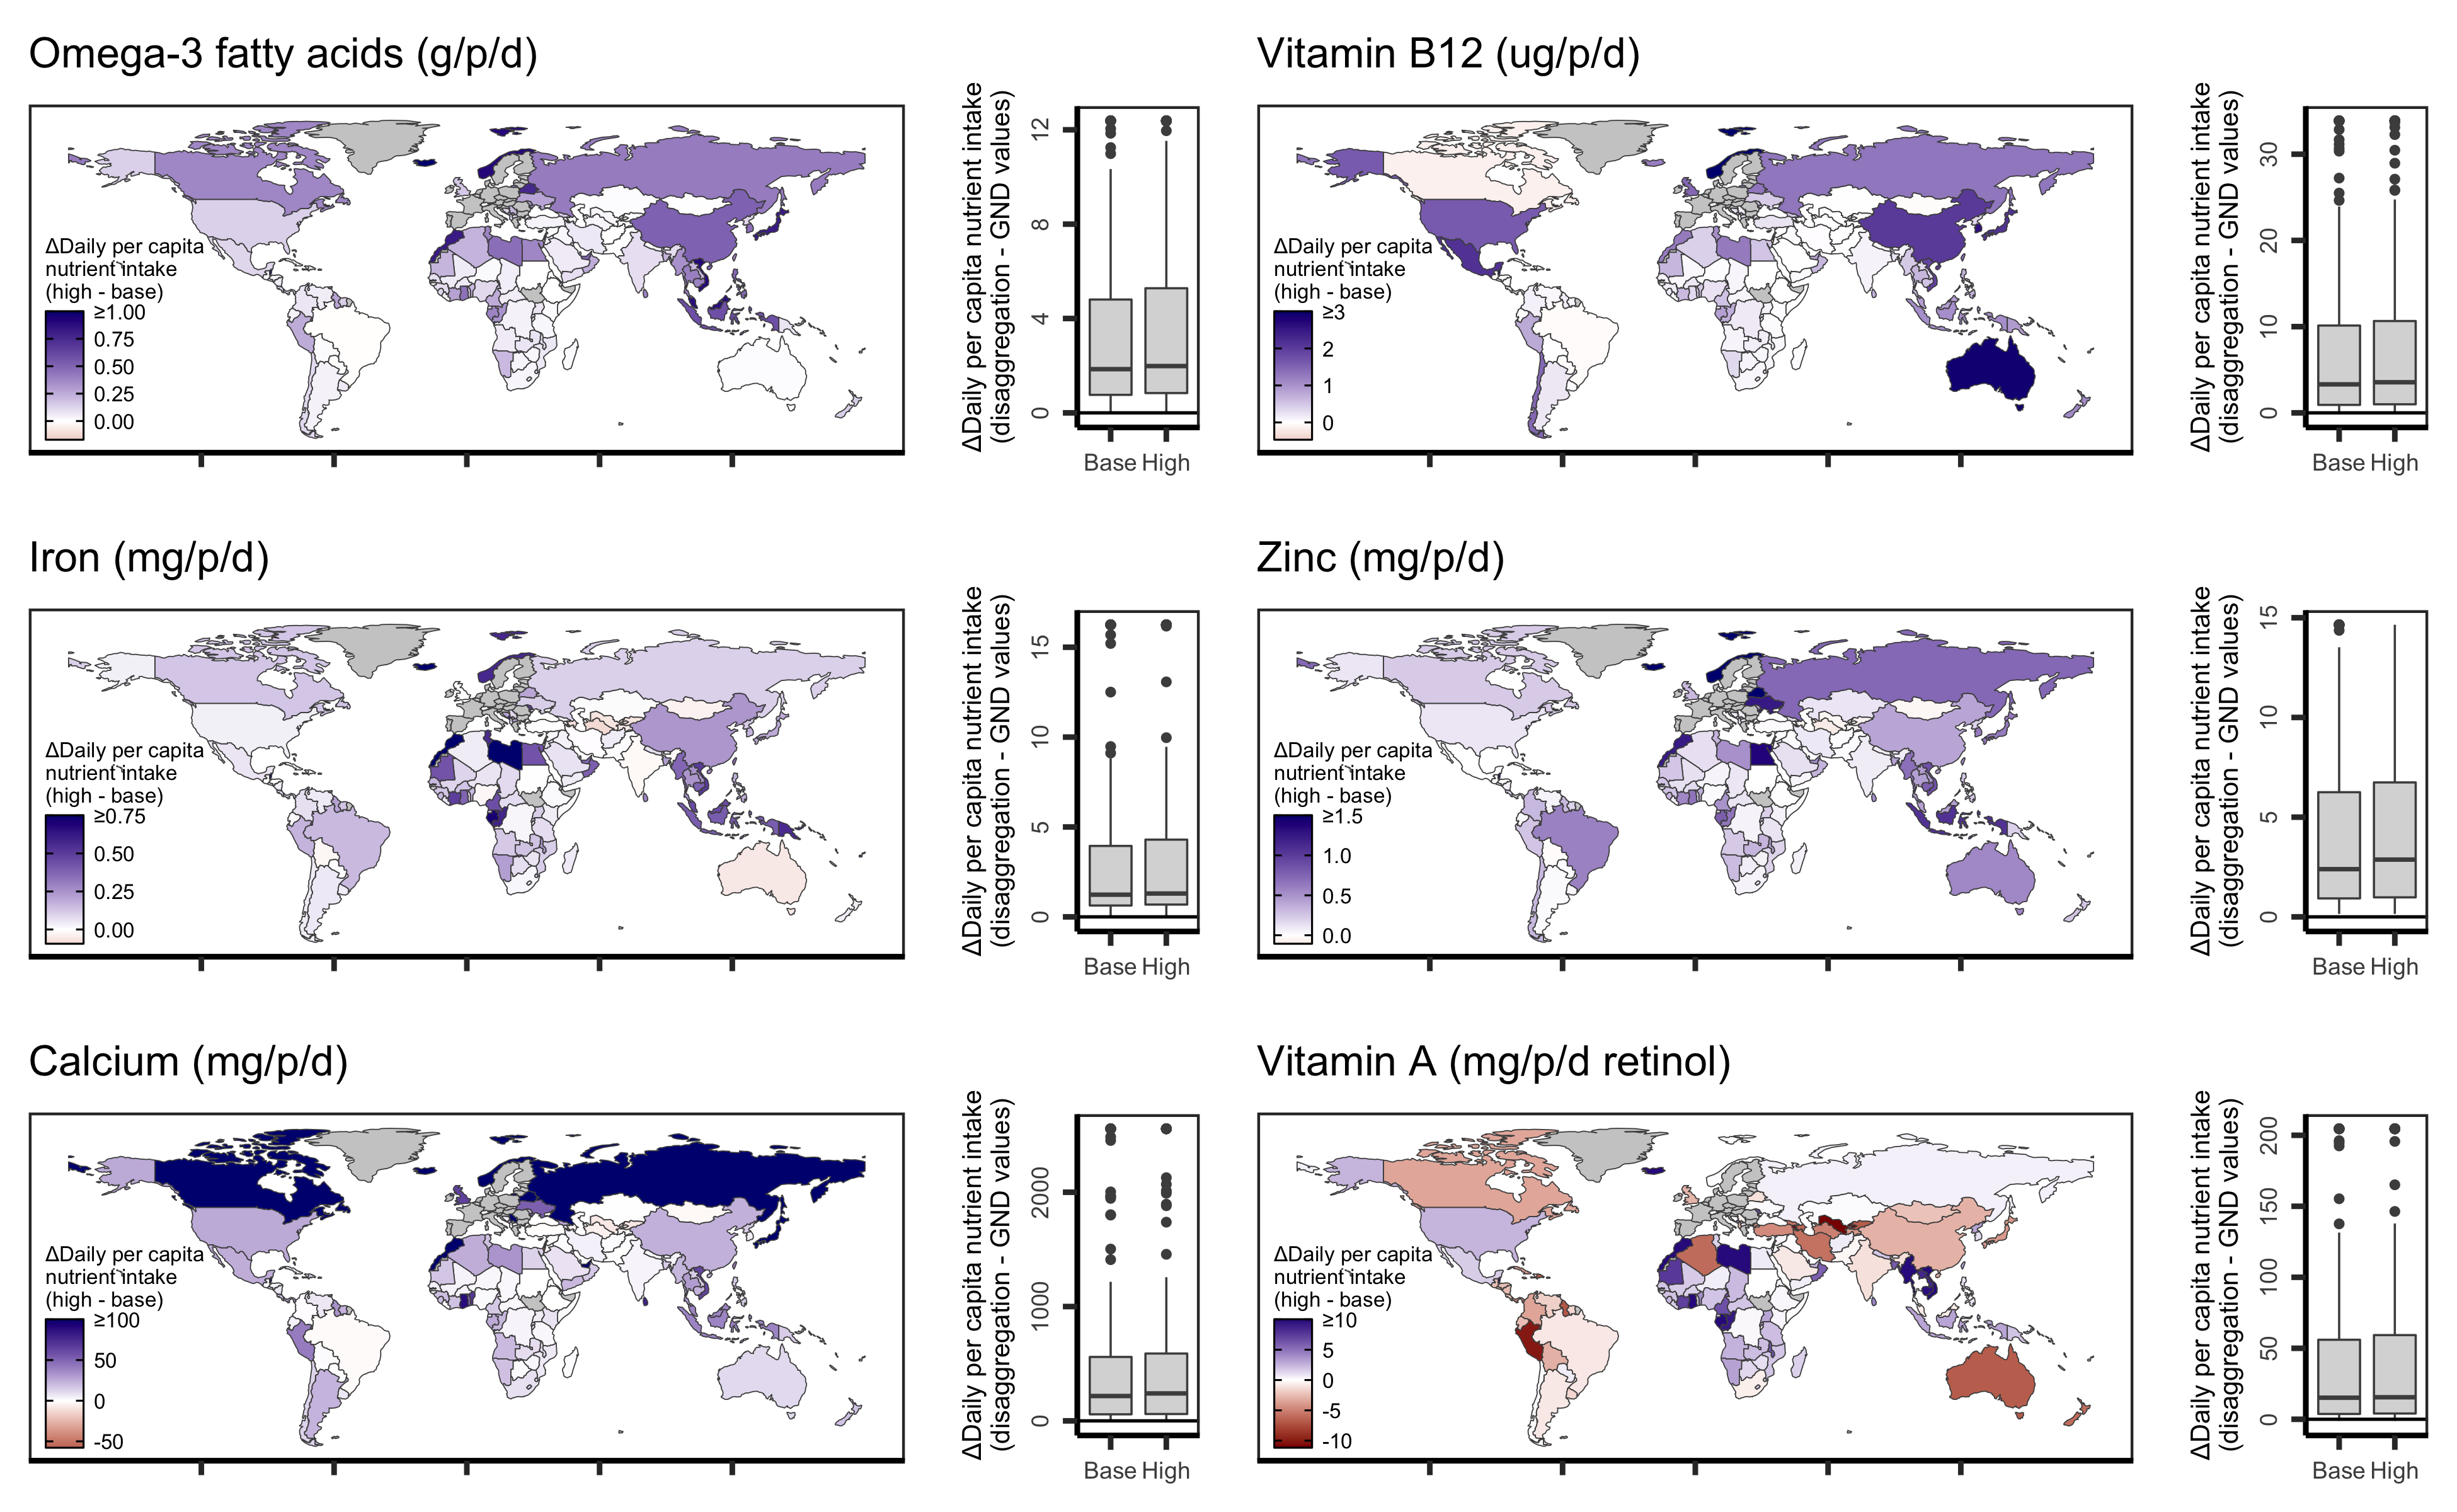 Omega-3 fatty acids (g/p/d)
ΔDaily per capita
nutrient intake
(high - base)
≥1.00
0.75
0.50
0.25
0.00
ΔDaily per capita nutrient intake
(disaggregation - GND values)
12
8
4
0
Base High
Vitamin B12 (ug/p/d)
ΔDaily per capita
nutrient intake
(high - base)
≥3
2
1
0
ΔDaily per capita nutrient intake
(disaggregation - GND values)
30
20
10
0
Base High
Iron (mg/p/d)
ΔDaily per capita
nutrient intake
(high - base)
≥0.75
0.50
0.25
0.00
ΔDaily per capita nutrient intake
(disaggregation - GND values)
15
10
5
0
Base High
Zinc (mg/p/d)
ΔDaily per capita
nutrient intake
(high - base)
≥1.5
1.0
0.5
0.0
ΔDaily per capita nutrient intake
(disaggregation - GND values)
15
10
5
0
Base High
Calcium (mg/p/d)
ΔDaily per capita
nutrient intake
(high - base)
≥100
50
0
-50
ΔDaily per capita nutrient intake
(disaggregation - GND values)
2000
1000
0
Base High
Vitamin A (mg/p/d retinol)
ΔDaily per capita
nutrient intake
(high - base)
≥10
5
0
-5
-10
ΔDaily per capita nutrient intake
(disaggregation - GND values)
200
150
100
50
0
Base High